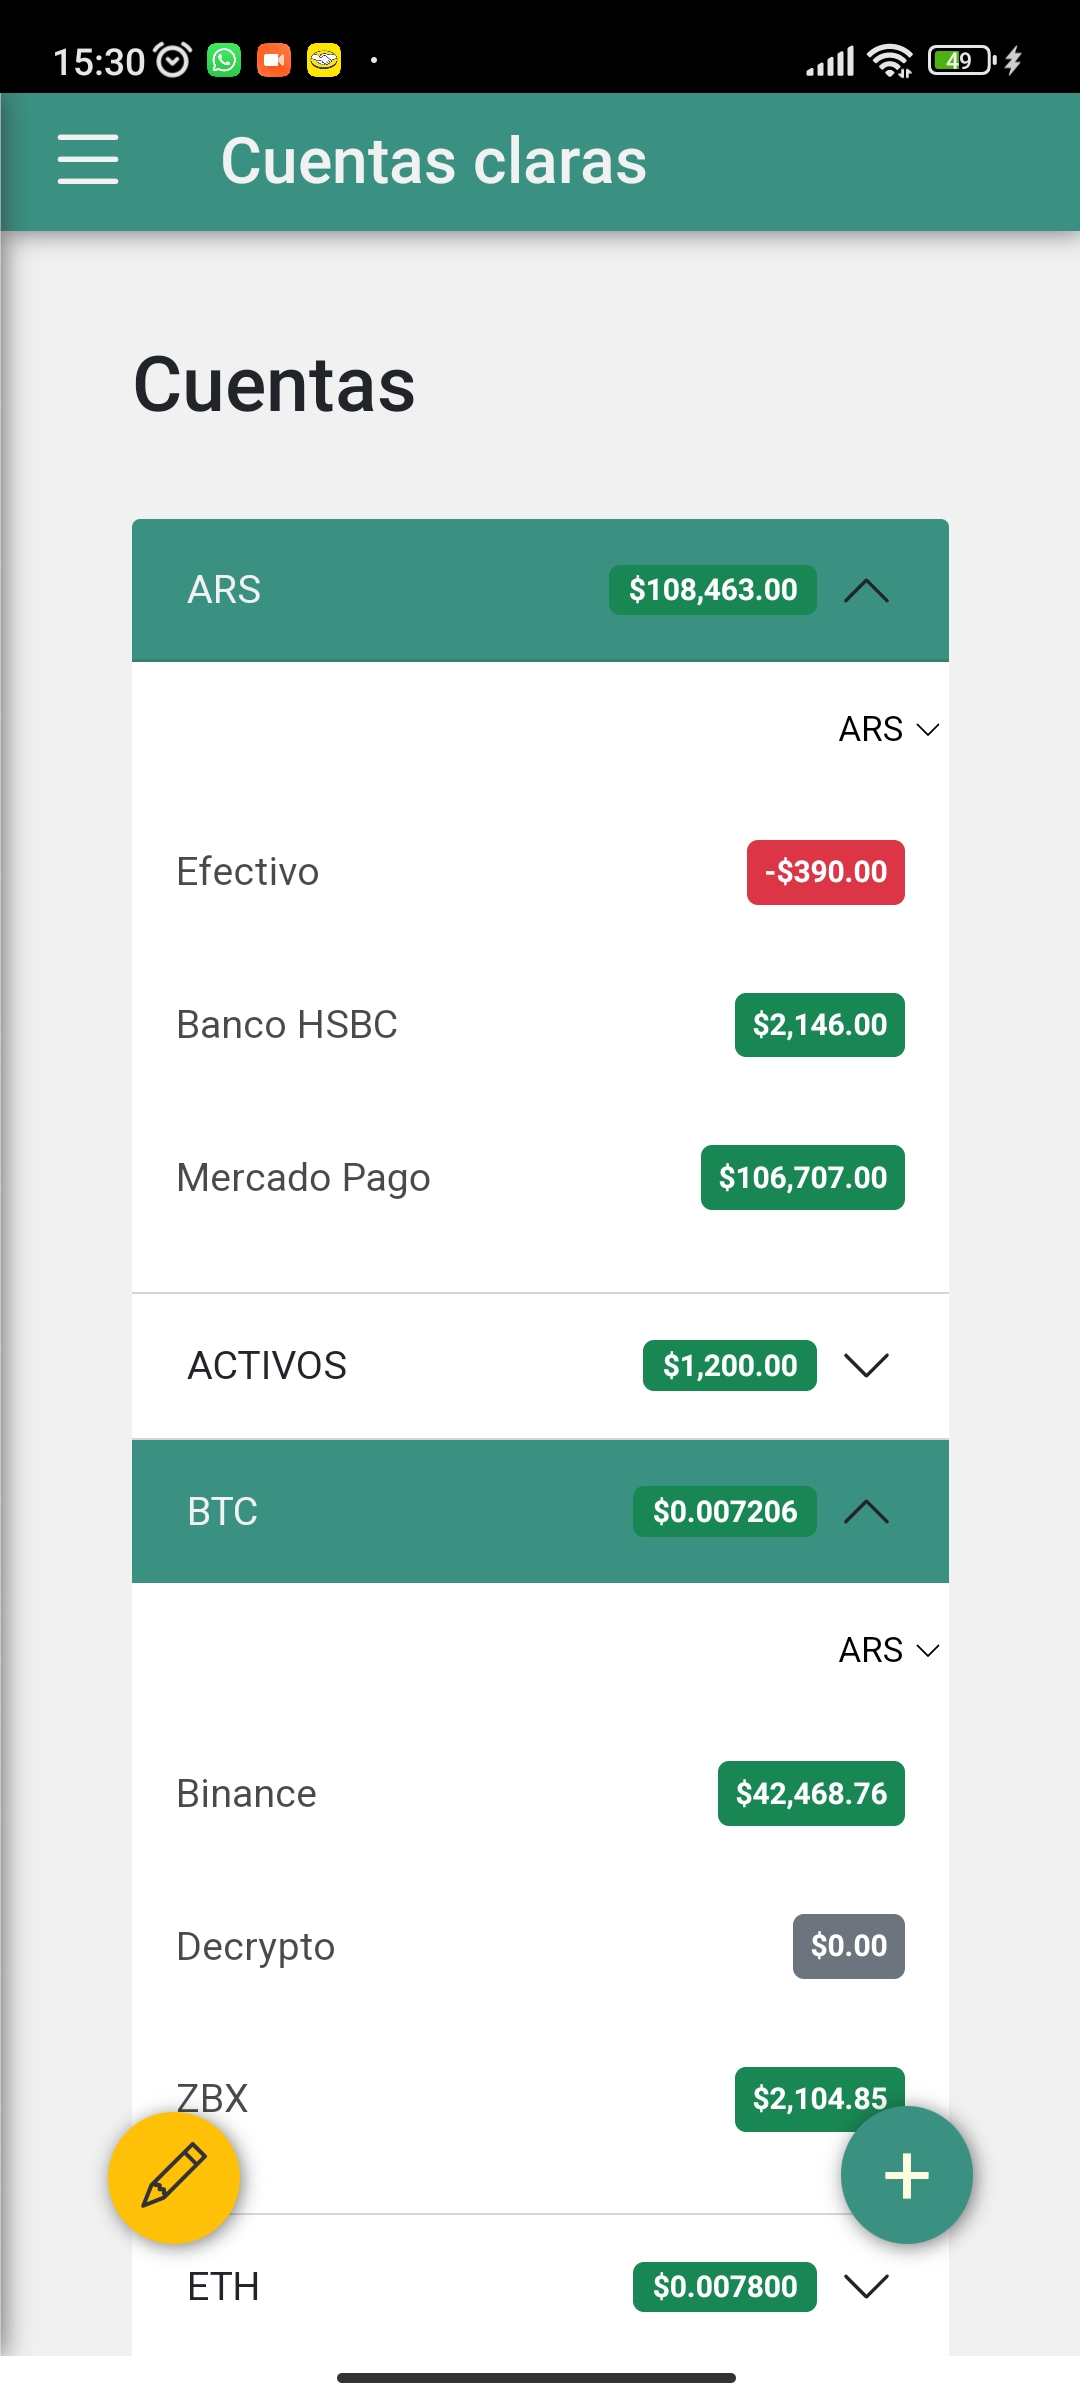 15:30
49
Cuentas claras
Cuentas
ARS $108,463.00
ARS
Efectivo -$390.00
Banco HSBC $2,146.00
Mercado Pago $106,707.00
ACTIVOS $1,200.00
BTC $0.007206
ARS
Binance $42,468.76
Decrypto $0.00
ZBX $2,104.85
ETH $0.007800